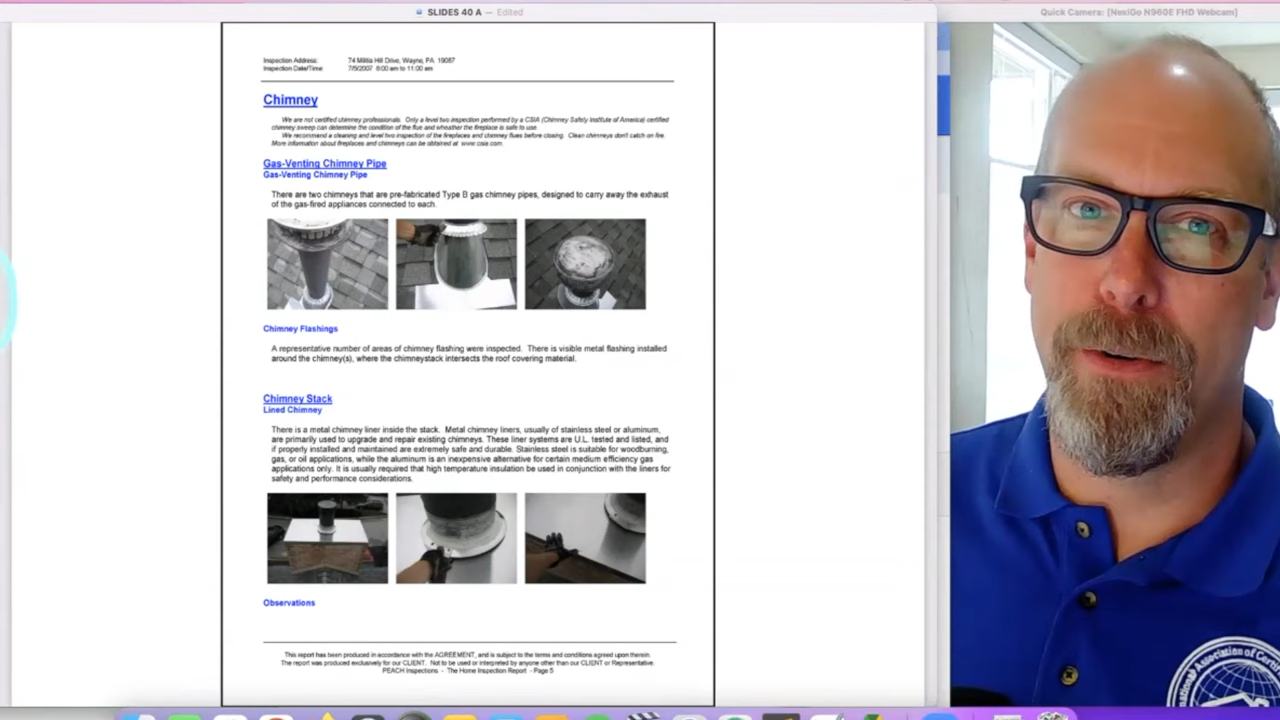 SLIDES 40 A — Edited
Quick Camera: [NexiGo N960E FHD Webcam]
Inspection Address: 74 Militia Hill Drive, Wayne, PA. 19087
Inspection Date/Time: 7/5/2007 8:00 am to 11:00 am
Chimney
We are not certified chimney professionals. Only a level two inspection performed by a CSIA (Chimney Safety Institute of America) certified
chimney sweep can determine the condition of the flue and wheather the fireplace is safe to use.
We recommend a cleaning and level two inspection of the fireplaces and chimney flues before closing. Clean chimneys don't catch on fire.
More information about fireplaces and chimneys can be obtained at www.csia.com.
Gas-Venting Chimney Pipe
Gas-Venting Chimney Pipe
There are two chimneys that are pre-fabricated Type B gas chimney pipes, designed to carry away the exhaust
of the gas-fired appliances connected to each.
Chimney Flashings
A representative number of areas of chimney flashing were inspected. There is visible metal flashing installed
around the chimney(s), where the chimneystack intersects the roof covering material.
Chimney Stack
Lined Chimney
There is a metal chimney liner inside the stack. Metal chimney liners, usually of stainless steel or aluminum,
are primarily used to upgrade and repair existing chimneys. These liner systems are U.L. tested and listed, and
if properly installed and maintained are extremely safe and durable. Stainless steel is suitable for woodburning,
gas, or oil applications, while the aluminum is an inexpensive alternative for certain medium efficiency gas
applications only. It is usually required that high temperature insulation be used in conjunction with the liners for
safety and performance considerations.
Observations
This report has been produced in accordance with the AGREEMENT, and is subject to the terms and conditions agreed upon therein.
The report was produced exclusively for our CLIENT. Not to be used or interpreted by anyone other than our CLIENT or Representative.
PEACH Inspections - The Home Inspection Report - Page 5
national Association of Certif